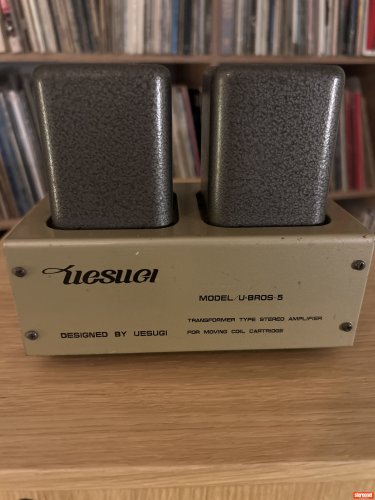 uesugi
MODEL/U·BROS-5
TRANSFORMER TYPE STEREO AMPLIFIER
DESIGNED BY UESUGI FOR MOVING COIL CARTRIDGE